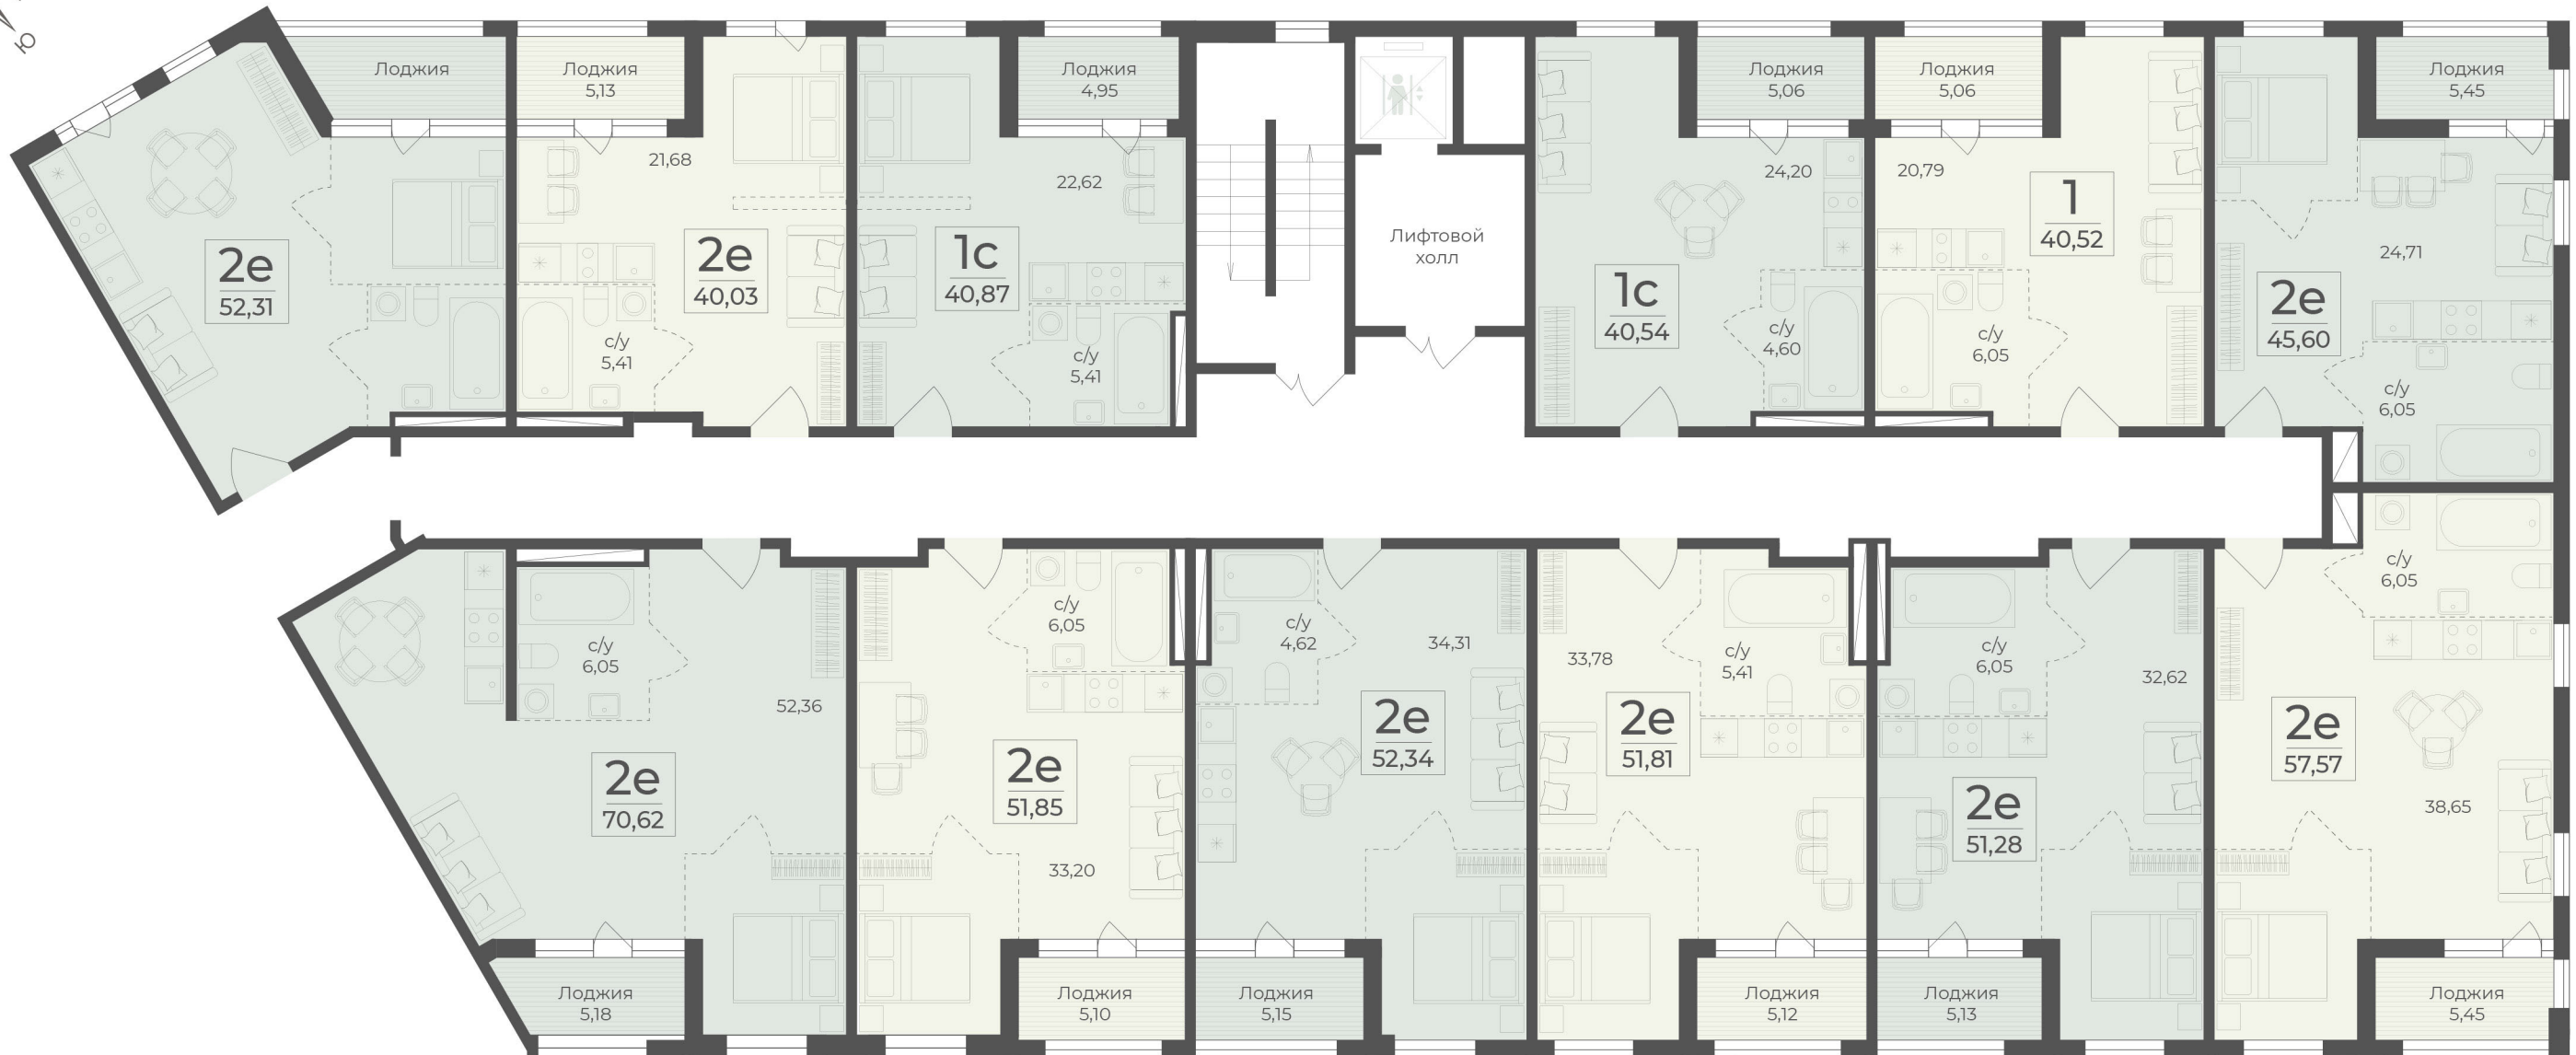 Ю
Лоджия
Лоджия
5,13
Лоджия
4,95
Лоджия
5,06
Лоджия
5,06
Лоджия
5,45
21,68
22,62
24,20
20,79
24,71
2е
52,31
2е
40,03
1с
40,87
Лифтовой
холл
1с
40,54
1
40,52
2е
45,60
с/у
5,41
с/у
5,41
с/у
4,60
с/у
6,05
с/у
6,05
с/у
6,05
с/у
6,05
с/у
4,62
с/у
5,41
с/у
6,05
с/у
6,05
52,36
34,31
33,78
32,62
2е
70,62
2е
51,85
2е
52,34
2е
51,81
2е
51,28
2е
57,57
33,20
38,65
Лоджия
5,18
Лоджия
5,10
Лоджия
5,15
Лоджия
5,12
Лоджия
5,13
Лоджия
5,45